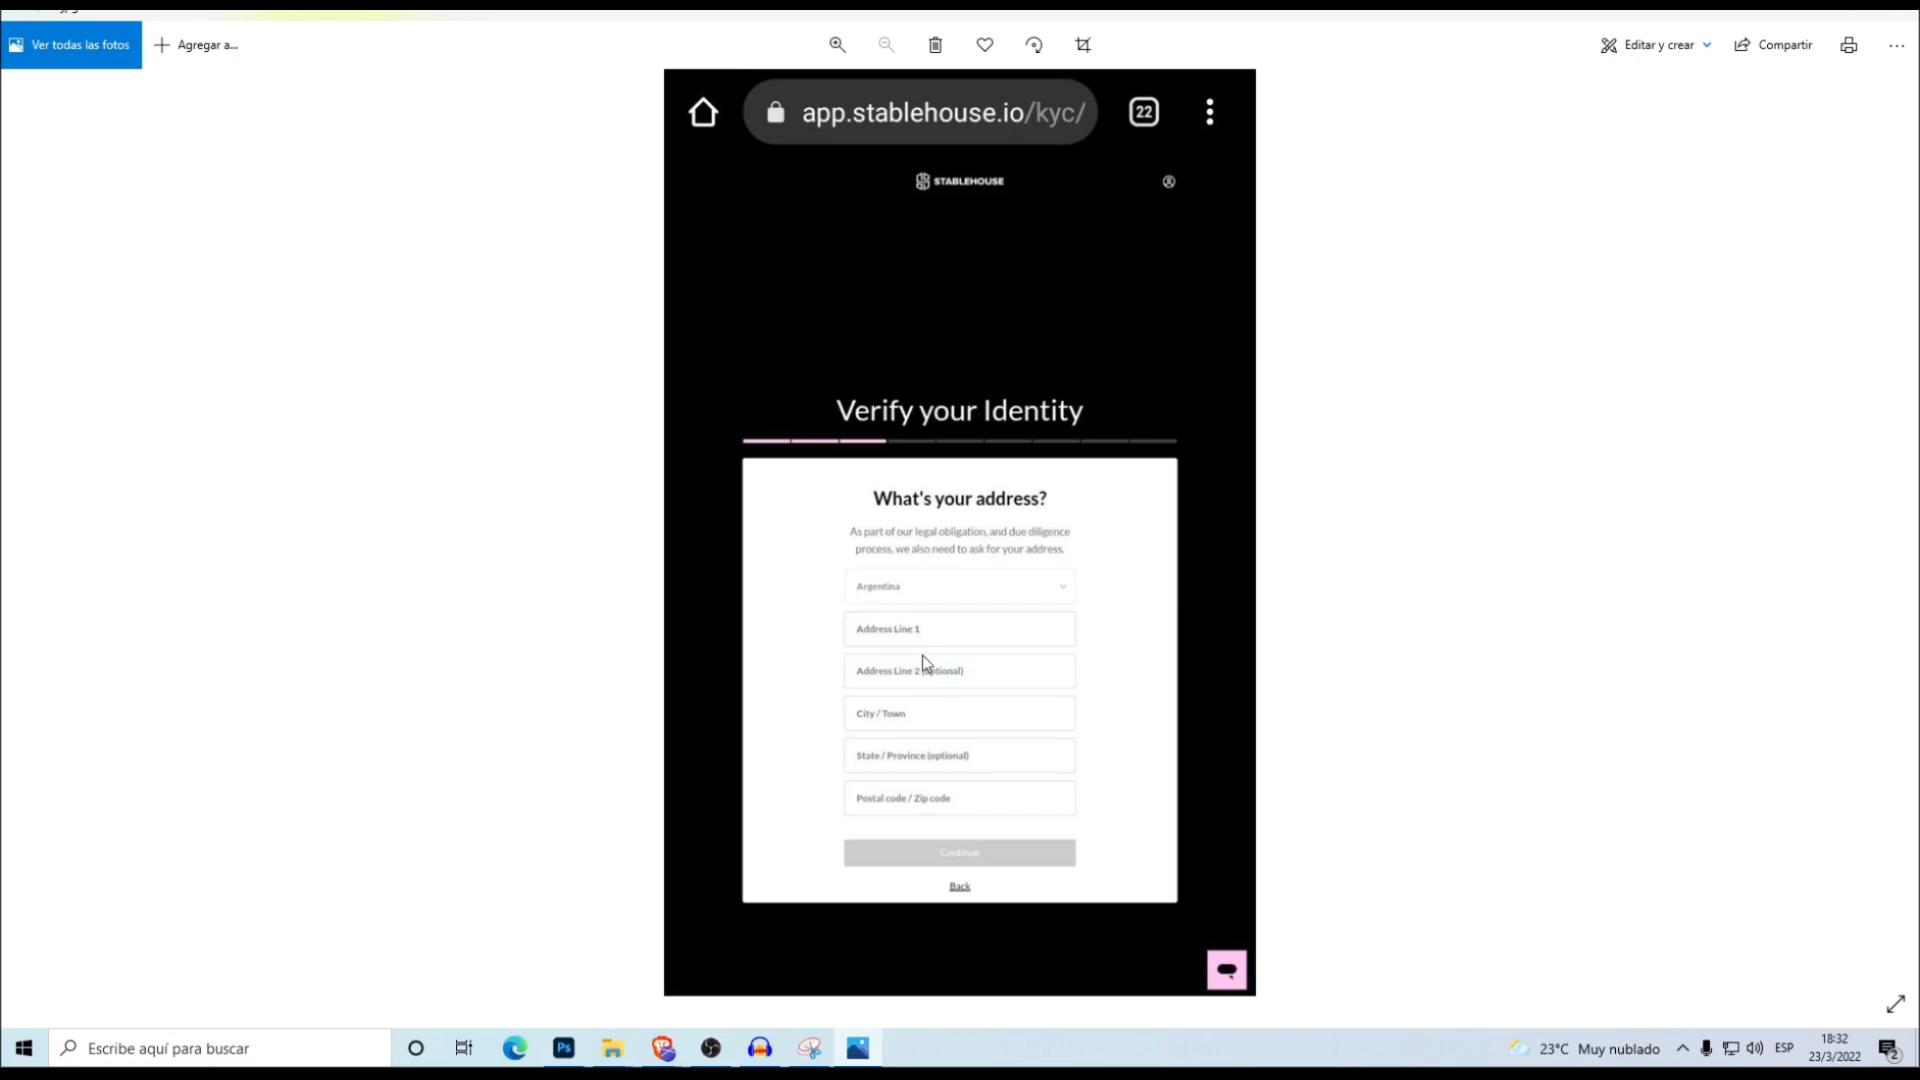 Ver todas las fotos
Agregar a...
Editar y crear
Compartir
app.stablehouse.io/kyc/
22
STABLEHOUSE
Verify your Identity
What's your address?
As part of our legal obligation, and due diligence
process, we also need to ask for your address.
Argentina
Address Line 1
Address Line 2 (optional)
City / Town
State / Province (optional)
Postal code / Zip code
Continue
Back
Escribe aquí para buscar
Ps
23°C Muy nublado
ESP
18:32
23/3/2022
2